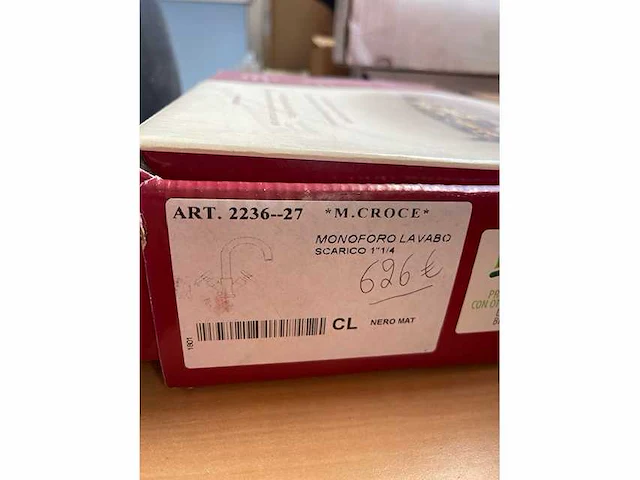 ART. 2236--27 *M.CROCE*
MONOFORO LAVABO
SCARICO 1"1/4
626 €
CL NERO MAT
1801